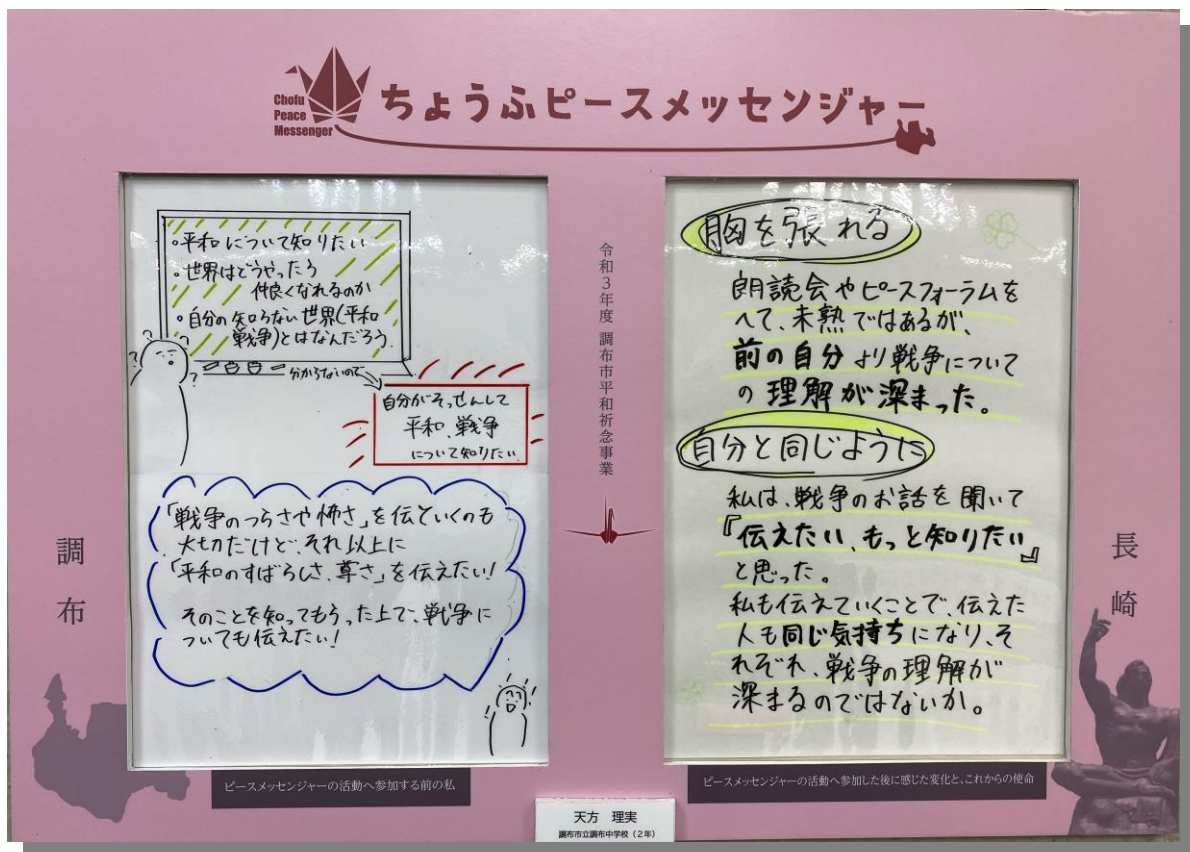 Chofu
Peace
Messenger
ちょうふピースメッセンジャー
令和3年度 調布市平和祈念事業
調布
長崎
・平和について知りたい
・世界はどうやったら
仲良くなれるのか
・自分の知らない世界(平和
戦争)とはなんだろう
分からないので
自分がそっせんして
平和、戦争
について知りたい
「戦争のつらさや怖さ」を伝ていくのも
大切だけど、それ以上に
「平和のすばらしさ、尊さ」を伝えたい!
そのことを知ってもらった上で、戦争に
ついても伝えたい!
ピースメッセンジャーの活動へ参加する前の私
胸を張れる
朗読会やピースフォーラムを
へて、未熟ではあるが、
前の自分より戦争について
の理解が深まった。
自分と同じように
私は、戦争のお話を聞いて
『伝えたい、もっと知りたい』
と思った。
私も伝えていくことで、伝えた
人も同じ気持ちになり、そ
れぞれ、戦争の理解が
深まるのではないか。
ピースメッセンジャーの活動へ参加した後に感じた変化と、これからの使命
天方 理実
調布市立調布中学校(2年)